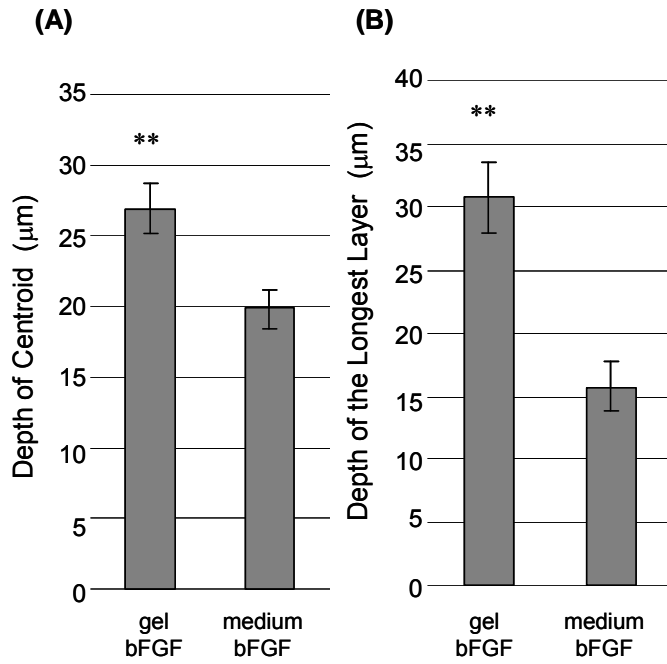 (A)
Depth of Centroid (μm)
35
30
25
20
15
10
5
0
**
gel
bFGF
medium
bFGF
(B)
Depth of the Longest Layer (μm)
40
35
30
25
20
15
10
5
0
**
gel
bFGF
medium
bFGF